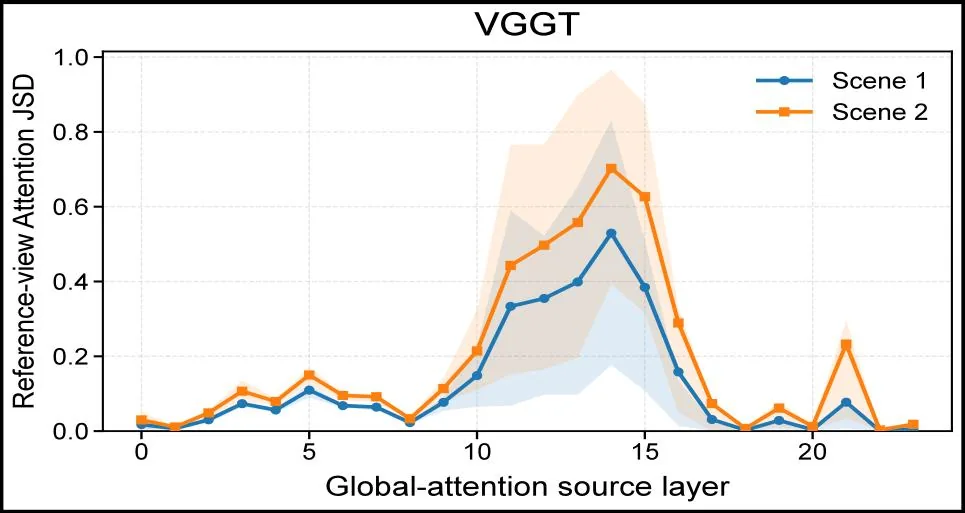 VGGT
Reference-view Attention JSD
1.0
0.8
0.6
0.4
0.2
0.0
Scene 1
Scene 2
0 5 10 15 20
Global-attention source layer